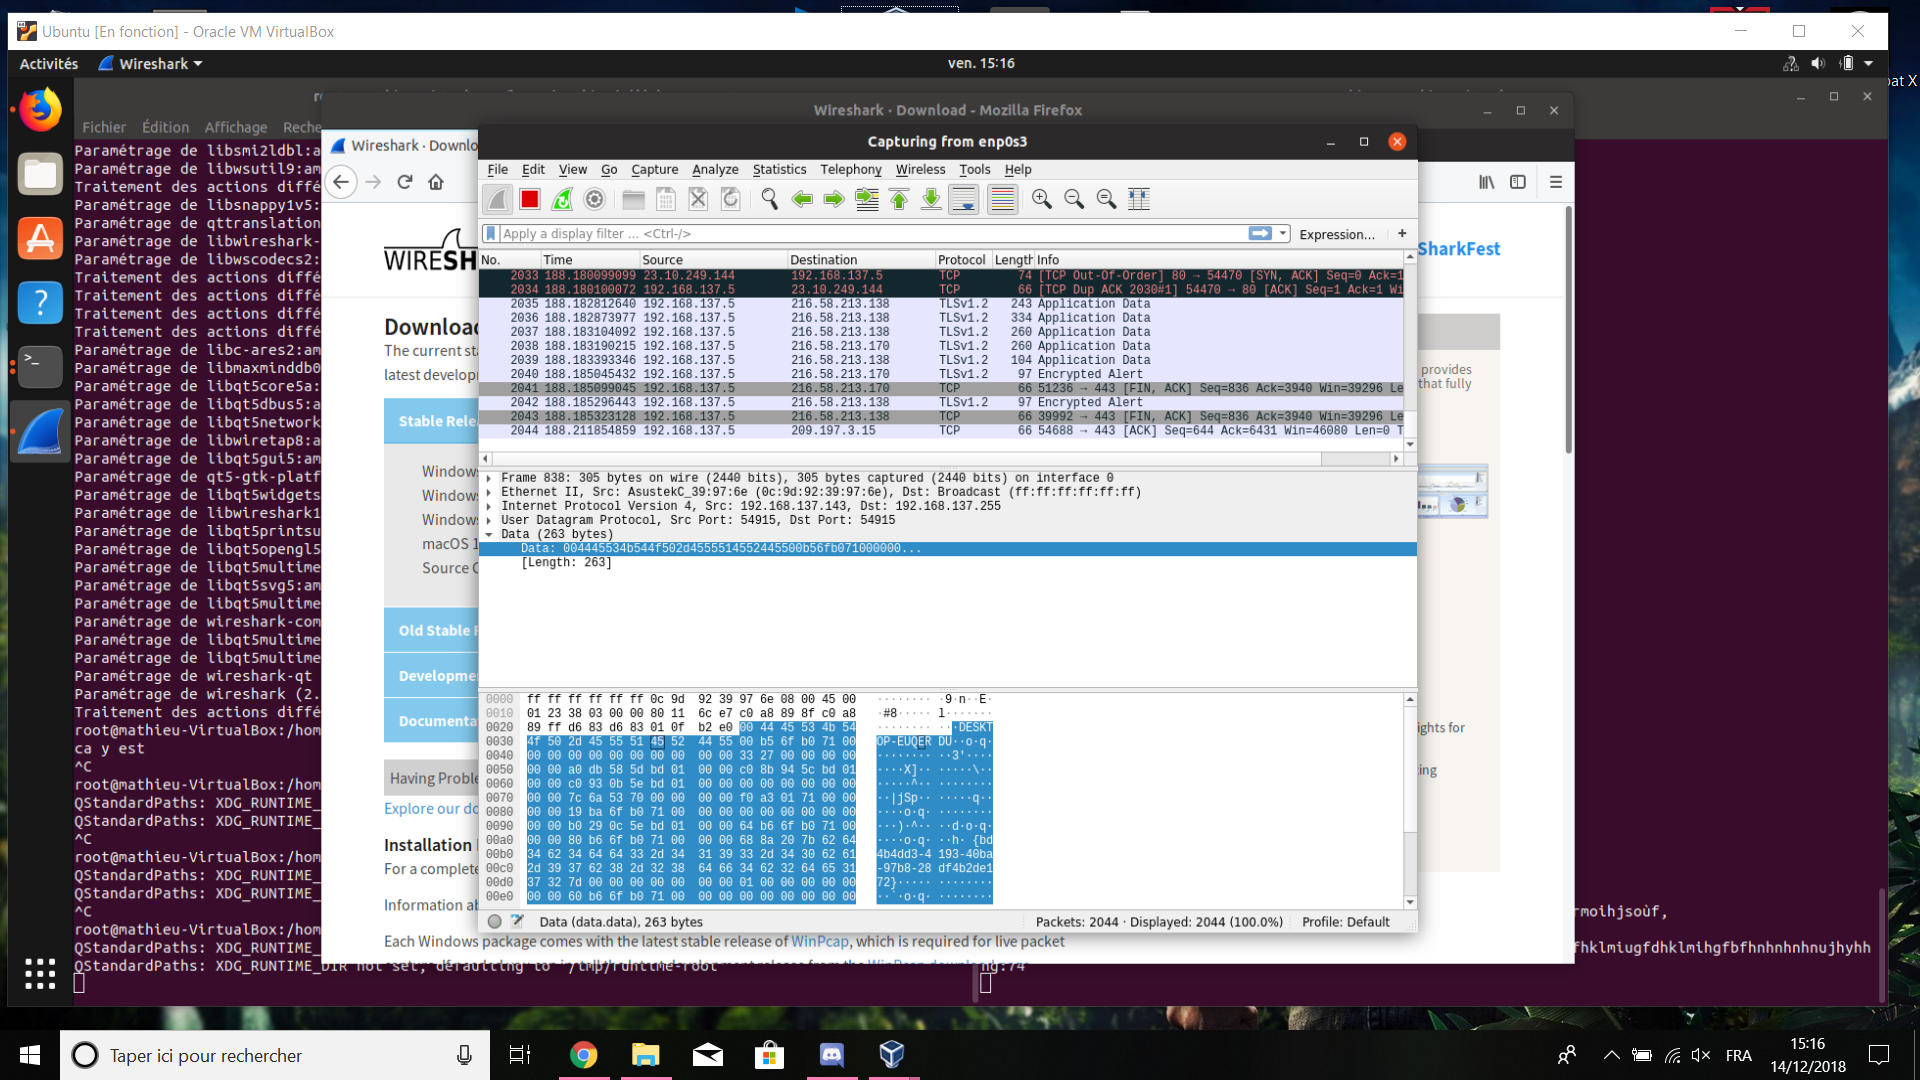 Ubuntu [En fonction] - Oracle VM VirtualBox
Activités Wireshark ven. 15:16
Wireshark · Download - Mozilla Firefox
Fichier Édition Affichage Reche
Wireshark · Downlo
Capturing from enp0s3
File Edit View Go Capture Analyze Statistics Telephony Wireless Tools Help
Apply a display filter ... <Ctrl-/> Expression... +
No. Time Source Destination Protocol Length Info
2033 188.180099099 23.10.249.144 192.168.137.5 TCP 74 [TCP Out-Of-Order] 80 → 54470 [SYN, ACK] Seq=0 Ack=1
2034 188.180100072 192.168.137.5 23.10.249.144 TCP 66 [TCP Dup ACK 2030#1] 54470 → 80 [ACK] Seq=1 Ack=1 Wi
2035 188.182812640 192.168.137.5 216.58.213.138 TLSv1.2 243 Application Data
2036 188.182873977 192.168.137.5 216.58.213.138 TLSv1.2 334 Application Data
2037 188.183104092 192.168.137.5 216.58.213.138 TLSv1.2 260 Application Data
2038 188.183190215 192.168.137.5 216.58.213.170 TLSv1.2 260 Application Data
2039 188.183393346 192.168.137.5 216.58.213.138 TLSv1.2 104 Application Data
2040 188.185045432 192.168.137.5 216.58.213.170 TLSv1.2 97 Encrypted Alert
2041 188.185099045 192.168.137.5 216.58.213.170 TCP 66 51236 → 443 [FIN, ACK] Seq=836 Ack=3940 Win=39296 Le
2042 188.185296443 192.168.137.5 216.58.213.138 TLSv1.2 97 Encrypted Alert
2043 188.185323128 192.168.137.5 216.58.213.138 TCP 66 39992 → 443 [FIN, ACK] Seq=836 Ack=3940 Win=39296 Le
2044 188.211854859 192.168.137.5 209.197.3.15 TCP 66 54688 → 443 [ACK] Seq=644 Ack=6431 Win=46080 Len=0 T
Frame 838: 305 bytes on wire (2440 bits), 305 bytes captured (2440 bits) on interface 0
Ethernet II, Src: AsustekC_39:97:6e (0c:9d:92:39:97:6e), Dst: Broadcast (ff:ff:ff:ff:ff:ff)
Internet Protocol Version 4, Src: 192.168.137.143, Dst: 192.168.137.255
User Datagram Protocol, Src Port: 54915, Dst Port: 54915
Data (263 bytes)
Data: 004445534b544f502d4555514552445500b56fb071000000...
[Length: 263]
0000 ff ff ff ff ff ff 0c 9d 92 39 97 6e 08 00 45 00 ········ ·9·n··E·
0010 01 23 38 03 00 00 80 11 6c e7 c0 a8 89 8f c0 a8 ·#8····· l·······
0020 89 ff d6 83 d6 83 01 0f b2 e0 00 44 45 53 4b 54 ········ ···DESKT
0030 4f 50 2d 45 55 51 45 52 44 55 00 b5 6f b0 71 00 OP-EUQER DU··o·q·
0040 00 00 00 00 00 00 00 00 00 00 33 27 00 00 00 00 ········ ··3'····
0050 00 00 a0 db 58 5d bd 01 00 00 c0 8b 94 5c bd 01 ····X]·· ·····\··
0060 00 00 c0 93 0b 5e bd 01 00 00 00 00 00 00 00 00 ·····^·· ········
0070 00 00 7c 6a 53 70 00 00 00 00 f0 a3 01 71 00 00 ··|jSp·· ·····q··
0080 00 00 19 ba 6f b0 71 00 00 00 00 00 00 00 00 00 ····o·q· ········
0090 00 00 b0 29 0c 5e bd 01 00 00 64 b6 6f b0 71 00 ···)·^·· ··d·o·q·
00a0 00 00 80 b6 6f b0 71 00 00 00 68 8a 20 7b 62 64 ····o·q· ··h· {bd
00b0 34 62 34 64 64 33 2d 34 31 39 33 2d 34 30 62 61 4b4dd3-4 193-40ba
00c0 2d 39 37 62 38 2d 32 38 64 66 34 62 32 64 65 31 -97b8-28 df4b2de1
00d0 37 32 7d 00 00 00 00 00 00 00 01 00 00 00 00 00 72}····· ········
00e0 00 00 60 b6 6f b0 71 00 00 00 00 00 00 00 00 00 ··`·o·q· ········
Data (data.data), 263 bytes Packets: 2044 · Displayed: 2044 (100.0%) Profile: Default
Paramétrage de libsmi2ldbl:a
Paramétrage de libwsutil9:am
Traitement des actions diffé
Paramétrage de libsnappy1v5:
Paramétrage de qttranslation
Paramétrage de libwireshark-
Paramétrage de libwscodecs2:
Traitement des actions diffé
Traitement des actions diffé
Traitement des actions diffé
Traitement des actions diffé
Paramétrage de libc-ares2:am
Paramétrage de libmaxminddb0
Paramétrage de libqt5core5a:
Paramétrage de libqt5dbus5:a
Paramétrage de libqt5network
Paramétrage de libwiretap8:a
Paramétrage de libqt5gui5:am
Paramétrage de qt5-gtk-platf
Paramétrage de libqt5widgets
Paramétrage de libwireshark1
Paramétrage de libqt5printsu
Paramétrage de libqt5opengl5
Paramétrage de libqt5multime
Paramétrage de libqt5svg5:am
Paramétrage de libqt5multime
Paramétrage de wireshark-com
Paramétrage de libqt5multime
Paramétrage de libqt5multime
Paramétrage de wireshark-qt
Paramétrage de wireshark (2.
Traitement des actions diffé
root@mathieu-VirtualBox:/hom
ca y est
^C
root@mathieu-VirtualBox:/hom
QStandardPaths: XDG_RUNTIME_
QStandardPaths: XDG_RUNTIME_
^C
root@mathieu-VirtualBox:/hom
QStandardPaths: XDG_RUNTIME_
QStandardPaths: XDG_RUNTIME_
^C
root@mathieu-VirtualBox:/hom
QStandardPaths: XDG_RUNTIME_
QStandardPaths: XDG_RUNTIME_DIR not set, defaulting to '/tmp/runtime-root'
WIRESH
Download
The current sta
latest develop
Stable Relea
Window
Window
Window
macOS 1
Source C
Old Stable R
Developme
Documenta
Having Proble
Explore our do
Installation
For a complete
Information ab
Each Windows package comes with the latest stable release of WinPcap, which is required for live packet
SharkFest
provides
that fully
ights for
ing
rmoihjsoùf,
fhklmiugfdhklmihgfbfhnhnhnhnujhyhh
ng:74
pat X
Taper ici pour rechercher
FRA
15:16
14/12/2018